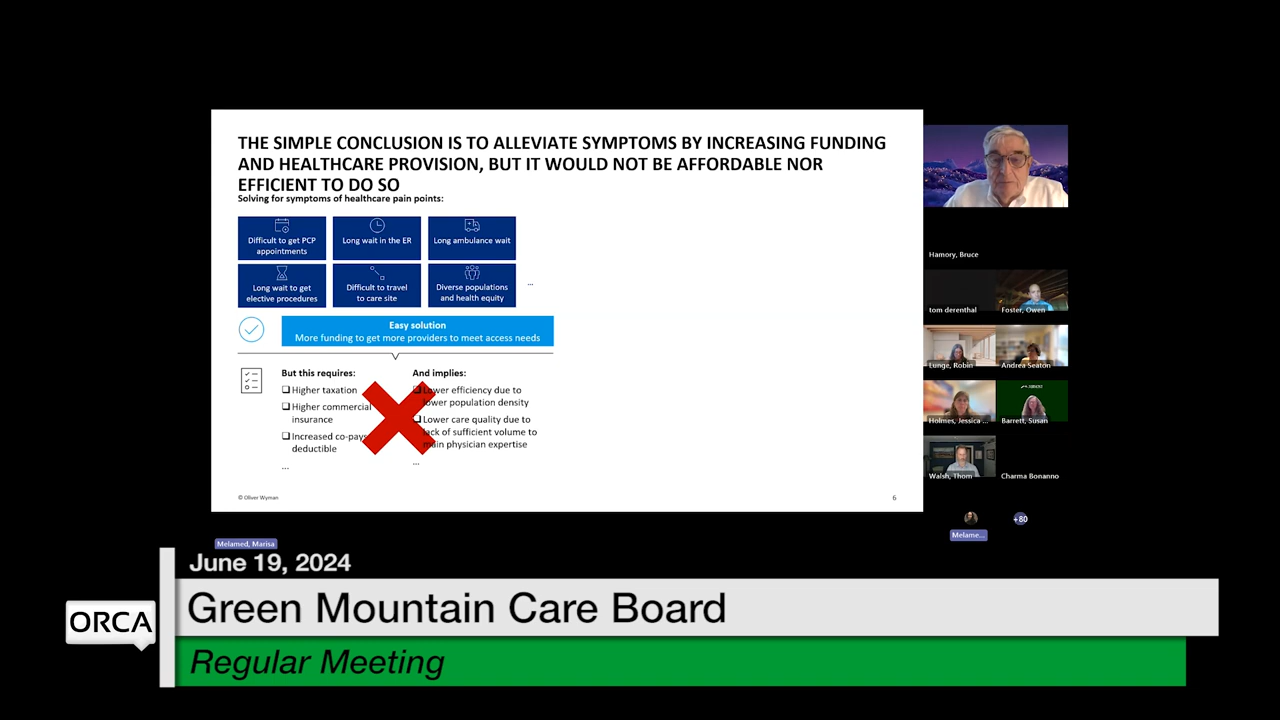 THE SIMPLE CONCLUSION IS TO ALLEVIATE SYMPTOMS BY INCREASING FUNDING
AND HEALTHCARE PROVISION, BUT IT WOULD NOT BE AFFORDABLE NOR
EFFICIENT TO DO SO
Solving for symptoms of healthcare pain points:
Difficult to get PCP
appointments
Long wait in the ER
Long ambulance wait
Long wait to get
elective procedures
Difficult to travel
to care site
Diverse populations
and health equity
...
Easy solution
More funding to get more providers to meet access needs
But this requires:
Higher taxation
Higher commercial
insurance
Increased co-pays
deductible
...
And implies:
Lower efficiency due to
lower population density
Lower care quality due to
lack of sufficient volume to
physician expertise
...
© Oliver Wyman
6
Hamory, Bruce
tom derenthal
Foster, Owen
Lunge, Robin
Andrea Seaton
Holmes, Jessica ...
Barrett, Susan
Walsh, Thom
Charma Bonanno
+80
Melame...
Melamed, Marisa
June 19, 2024
ORCA
Green Mountain Care Board
Regular Meeting